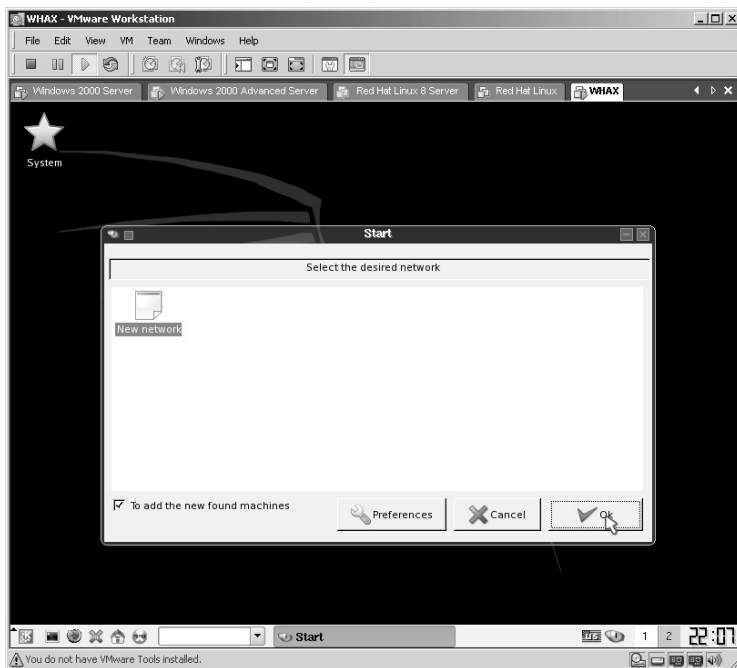 WHAX - VMware Workstation
File Edit View VM Team Windows Help
Windows 2000 Server Windows 2000 Advanced Server Red Hat Linux 8 Server Red Hat Linux WHAX
System
Start
Select the desired network
New network
To add the new found machines Preferences Cancel Ok
Start 1 2 22:07
You do not have VMware Tools installed.